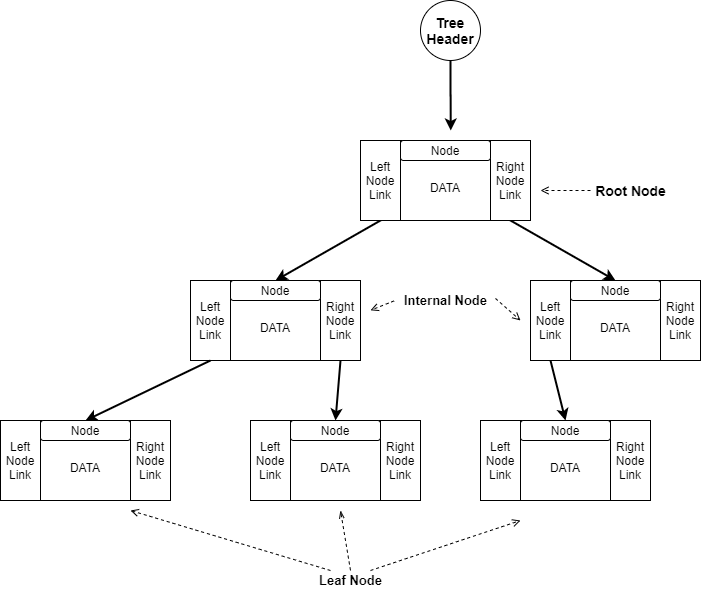 Tree
Header
Node
Left
Node
Link
DATA
Right
Node
Link
Root Node
Node
Left
Node
Link
DATA
Right
Node
Link
Internal Node
Node
Left
Node
Link
DATA
Right
Node
Link
Node
Left
Node
Link
DATA
Right
Node
Link
Node
Left
Node
Link
DATA
Right
Node
Link
Node
Left
Node
Link
DATA
Right
Node
Link
Leaf Node